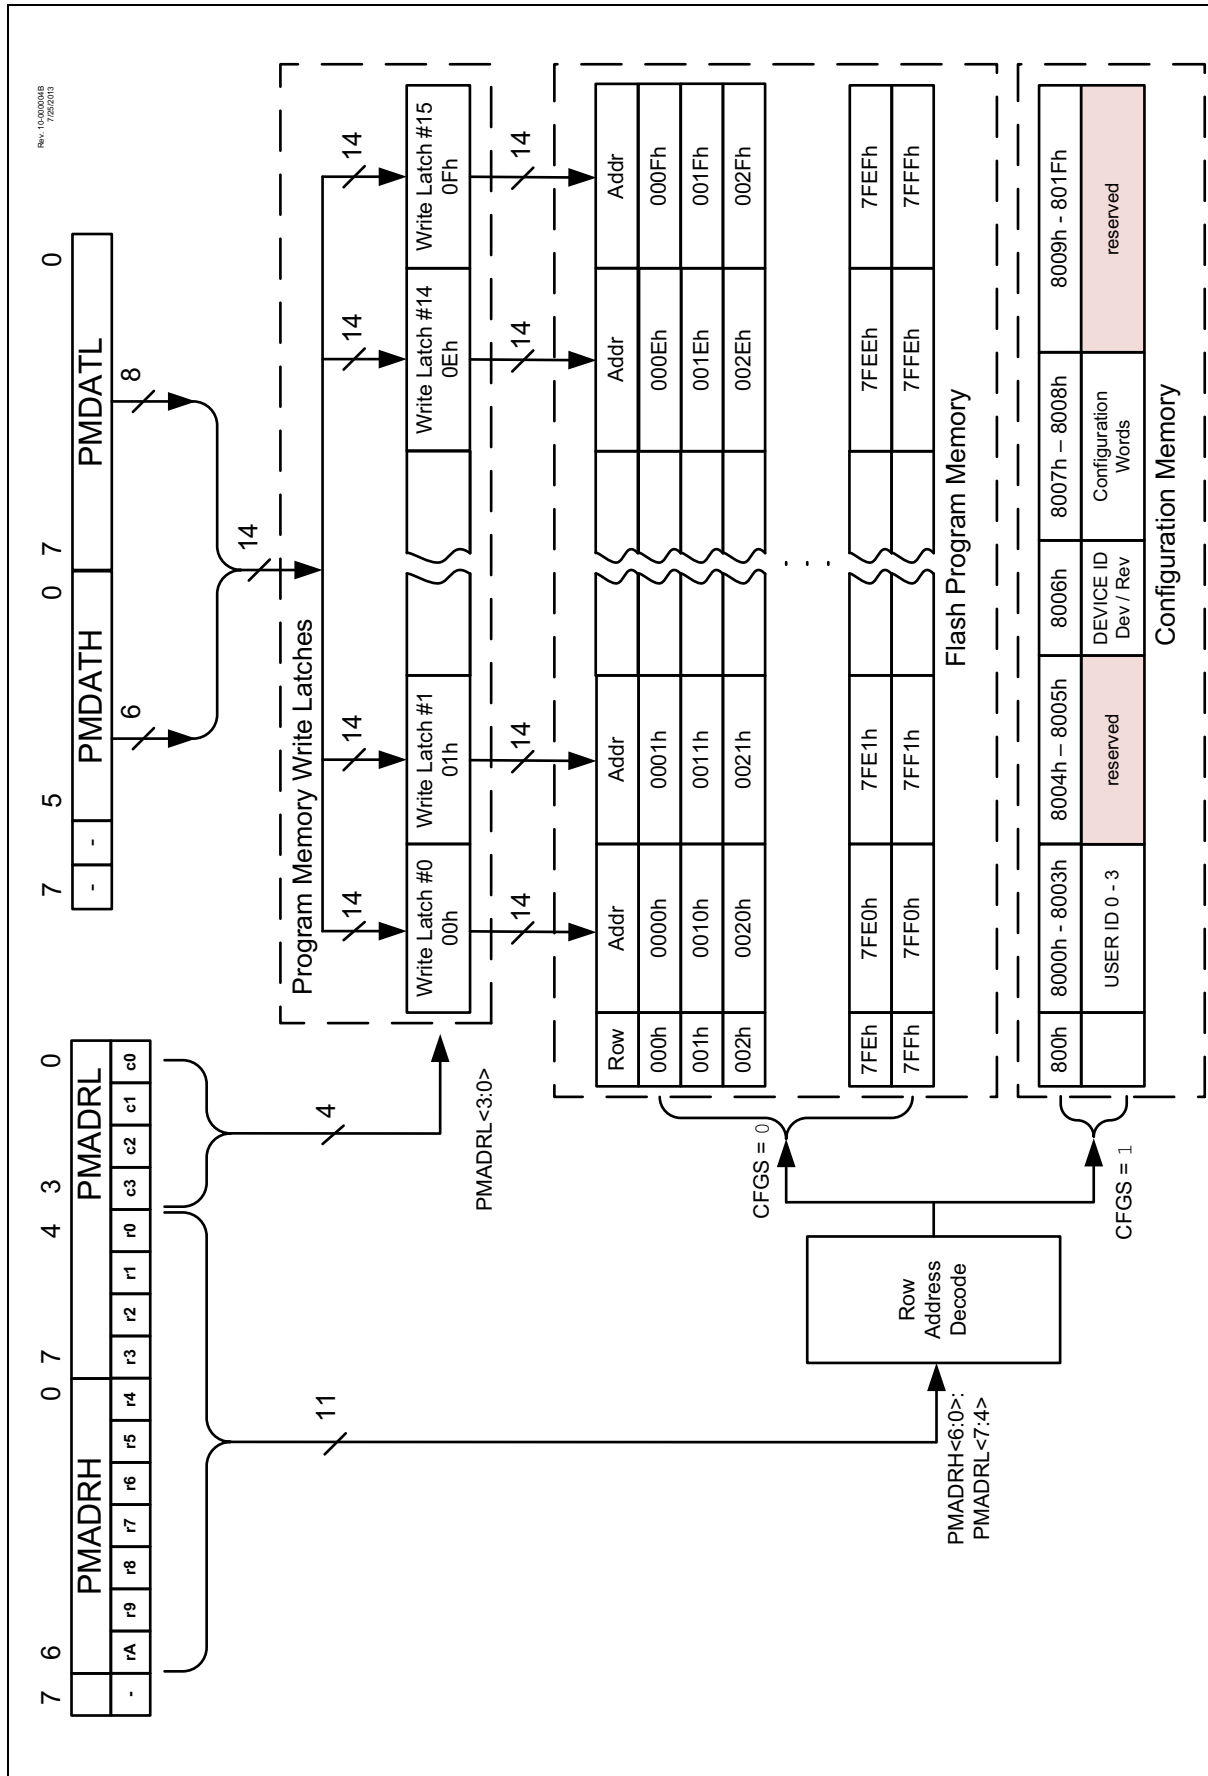 Rev. 10-000004B
7/25/2013
7 6 0 7 4 3 0
PMADRH PMADRL
- rA r9 r8 r7 r6 r5 r4 r3 r2 r1 r0 c3 c2 c1 c0
11
4
7 5 0 7 0
- - PMDATH PMDATL
6 8
14
Program Memory Write Latches
14 14 14 14
Write Latch #0 Write Latch #1 Write Latch #14 Write Latch #15
00h 01h 0Eh 0Fh
PMADRL<3:0>
14 14 14 14
Row Addr Addr Addr Addr
000h 0000h 0001h 000Eh 000Fh
001h 0010h 0011h 001Eh 001Fh
002h 0020h 0021h 002Eh 002Fh
. . .
7FEh 7FE0h 7FE1h 7FEEh 7FEFh
7FFh 7FF0h 7FF1h 7FFEh 7FFFh
Flash Program Memory
CFGS = 0
Row
Address
Decode
PMADRH<6:0>:
PMADRL<7:4>
CFGS = 1
800h 8000h - 8003h 8004h – 8005h 8006h 8007h – 8008h 8009h - 801Fh
USER ID 0 - 3 reserved DEVICE ID Configuration reserved
Dev / Rev Words
Configuration Memory